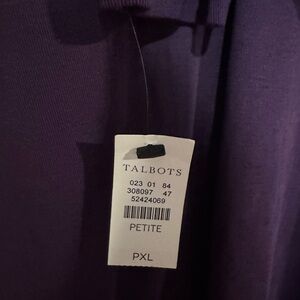 TALBOTS
023 01 84
308097 47
52424069
PETITE
PXL